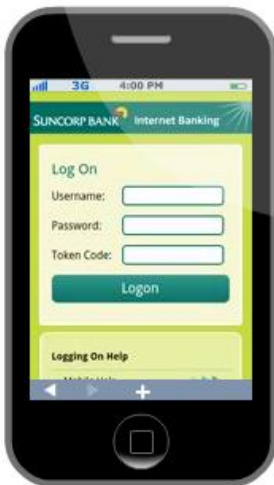 3G 4:00 PM
SUNCORP BANK Internet Banking
Log On
Username:
Password:
Token Code:
Logon
Logging On Help